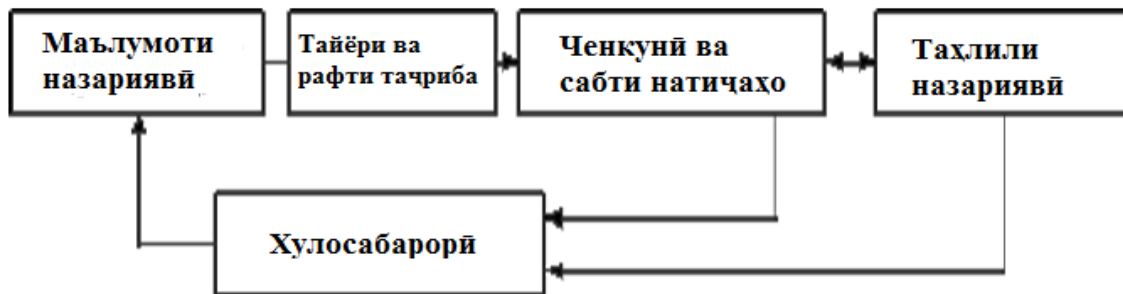 Маълумоти
назариявӣ
Тайёри ва
рафти таҷриба
Ченкунӣ ва
сабти натиҷаҳо
Таҳлили
назариявӣ
Хулосабарорӣ